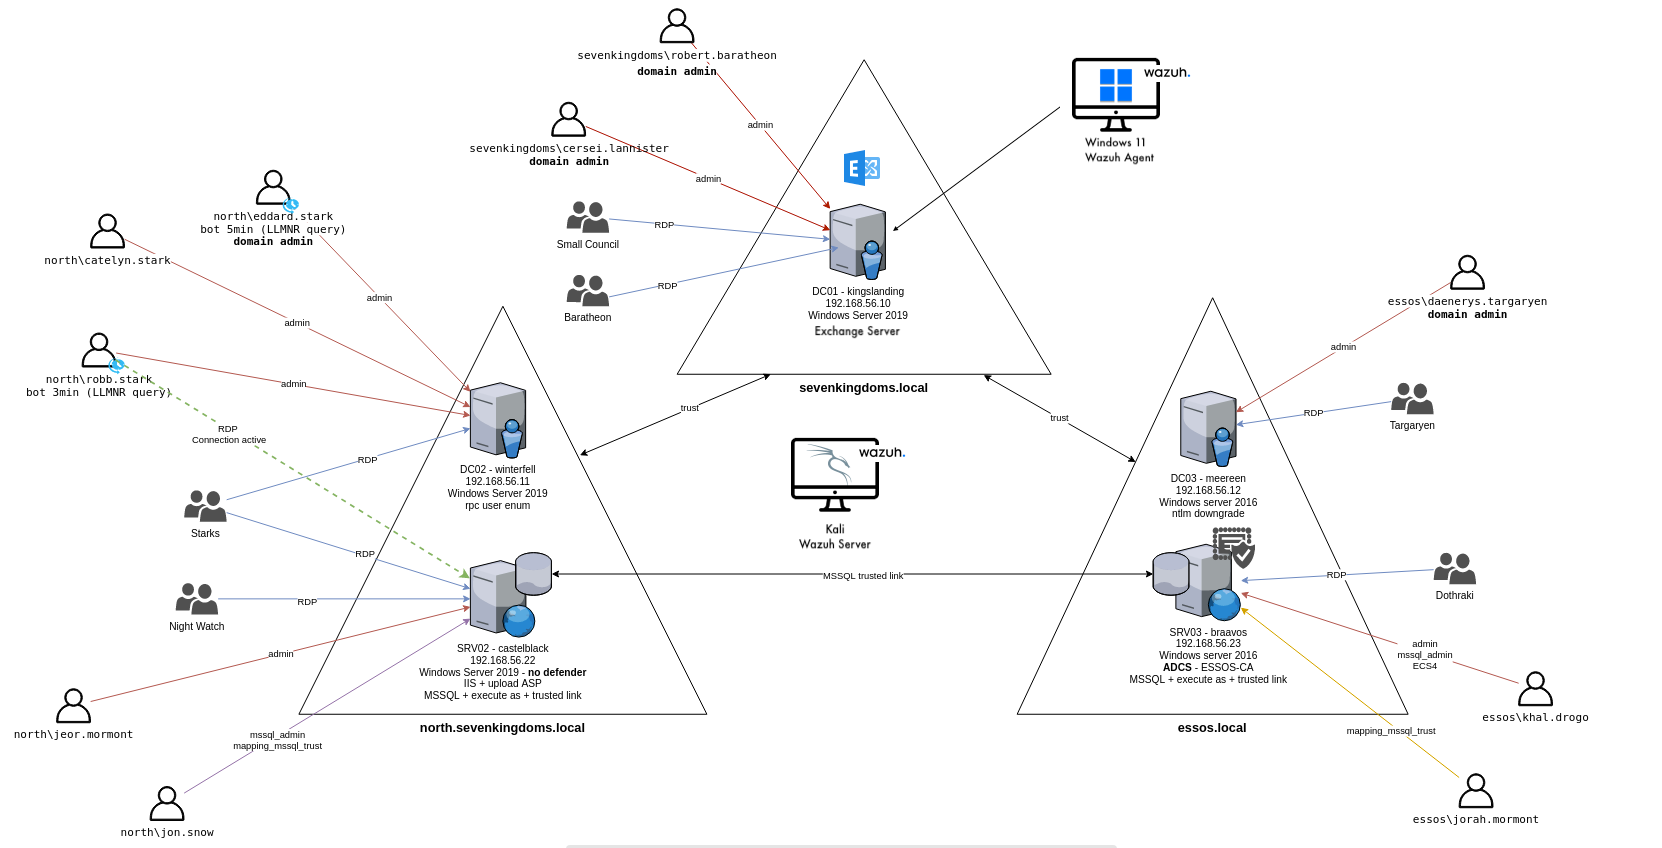 sevenkingdoms\robert.baratheon
domain admin
admin
sevenkingdoms\cersei.lannister
domain admin
admin
Small Council
RDP
Baratheon
RDP
wazuh.
Windows 11
Wazuh Agent
E
DC01 - kingslanding
192.168.56.10
Windows Server 2019
Exchange Server
sevenkingdoms.local
north\eddard.stark
bot 5min (LLMNR query)
domain admin
admin
north\catelyn.stark
admin
north\robb.stark
bot 3min (LLMNR query)
admin
RDP
Connection active
Starks
RDP
RDP
Night Watch
RDP
north\jeor.mormont
admin
north\jon.snow
mssql_admin
mapping_mssql_trust
DC02 - winterfell
192.168.56.11
Windows Server 2019
rpc user enum
SRV02 - castelblack
192.168.56.22
Windows Server 2019 - no defender
IIS + upload ASP
MSSQL + execute as + trusted link
north.sevenkingdoms.local
trust
trust
wazuh.
Kali
Wazuh Server
MSSQL trusted link
essos\daenerys.targaryen
domain admin
admin
Targaryen
RDP
DC03 - meereen
192.168.56.12
Windows server 2016
ntlm downgrade
Dothraki
RDP
SRV03 - braavos
192.168.56.23
Windows server 2016
ADCS - ESSOS-CA
MSSQL + execute as + trusted link
essos.local
admin
mssql_admin
ECS4
essos\khal.drogo
mapping_mssql_trust
essos\jorah.mormont